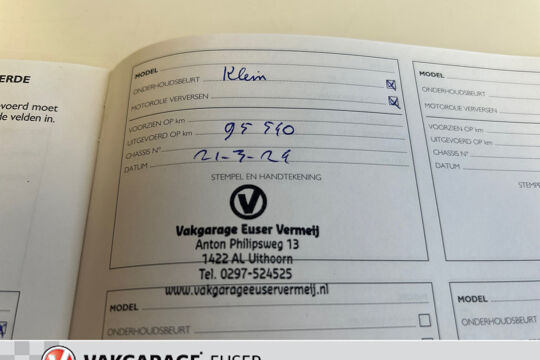 ERDE
evoerd moet
de velden in.
MODEL
ONDERHOUDSBEURT Klein
MOTOROLIE VERVERSEN
VOORZIEN OP km
UITGEVOERD OP km 95 590
CHASSIS N°
DATUM 21-3-24
STEMPEL EN HANDTEKENING
V
Vakgarage Euser Vermeij
Anton Philipsweg 13
1422 AL Uithoorn
Tel. 0297-524525
www.vakgarageeuservermeij.nl
MODEL
ONDERHOUDSBEURT
MOTOROLIE VERVERSEN
VOORZIEN OP km
UITGEVOERD OP km
CHASSIS N°
DATUM
STEMP
MODEL
ONDERHOUDSBEURT
MODEL
ONDERHOUDSBEURT
V VAKGARAGE EUSER